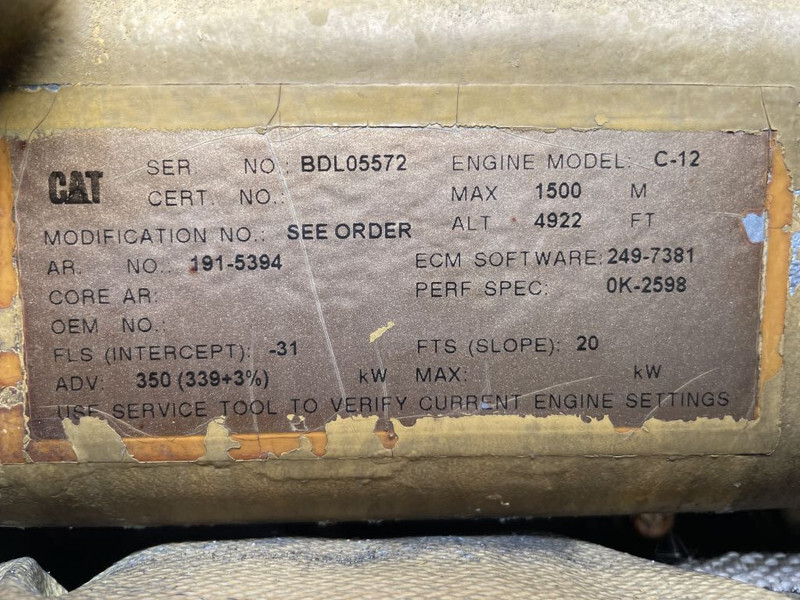 CAT
SER. NO.: BDL05572 ENGINE MODEL: C-12
CERT. NO.: MAX 1500 M
MODIFICATION NO.: SEE ORDER ALT 4922 FT
AR. NO.: 191-5394 ECM SOFTWARE: 249-7381
CORE AR: PERF SPEC: 0K-2598
OEM NO.:
FLS (INTERCEPT): -31 FTS (SLOPE): 20
ADV: 350 (339+3%) kW MAX: kW
USE SERVICE TOOL TO VERIFY CURRENT ENGINE SETTINGS